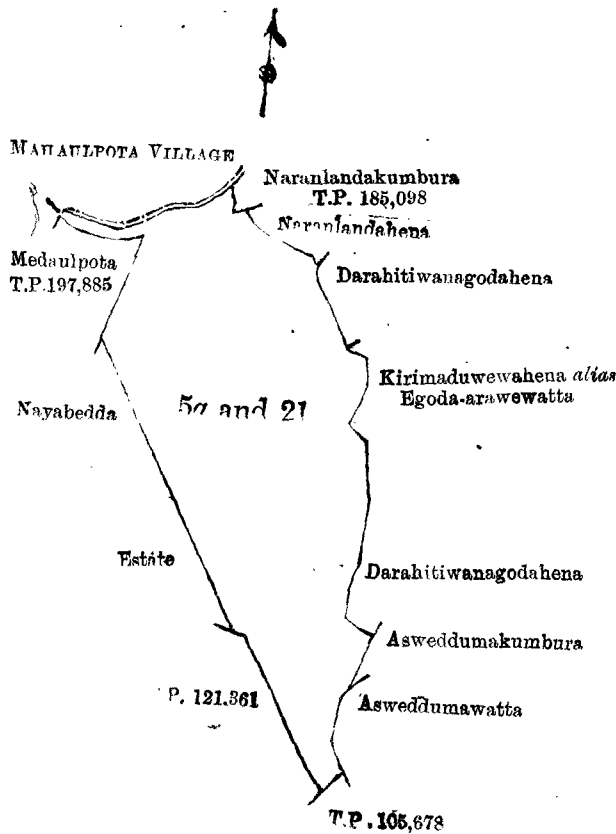 MAHAULPOTA VILLAGE
Naranlandakumbura
T.P. 185,098
Naranlandahena
Medaulpota
T.P. 197,885
Darahitiwanagodahena
Kirimaduwewahena alias
Egoda-arawewatta
Nayabedda
5a and 21
Estate
Darahitiwanagodahena
Asweddumakumbura
P. 121,361
Asweddumawatta
T.P. 105,678